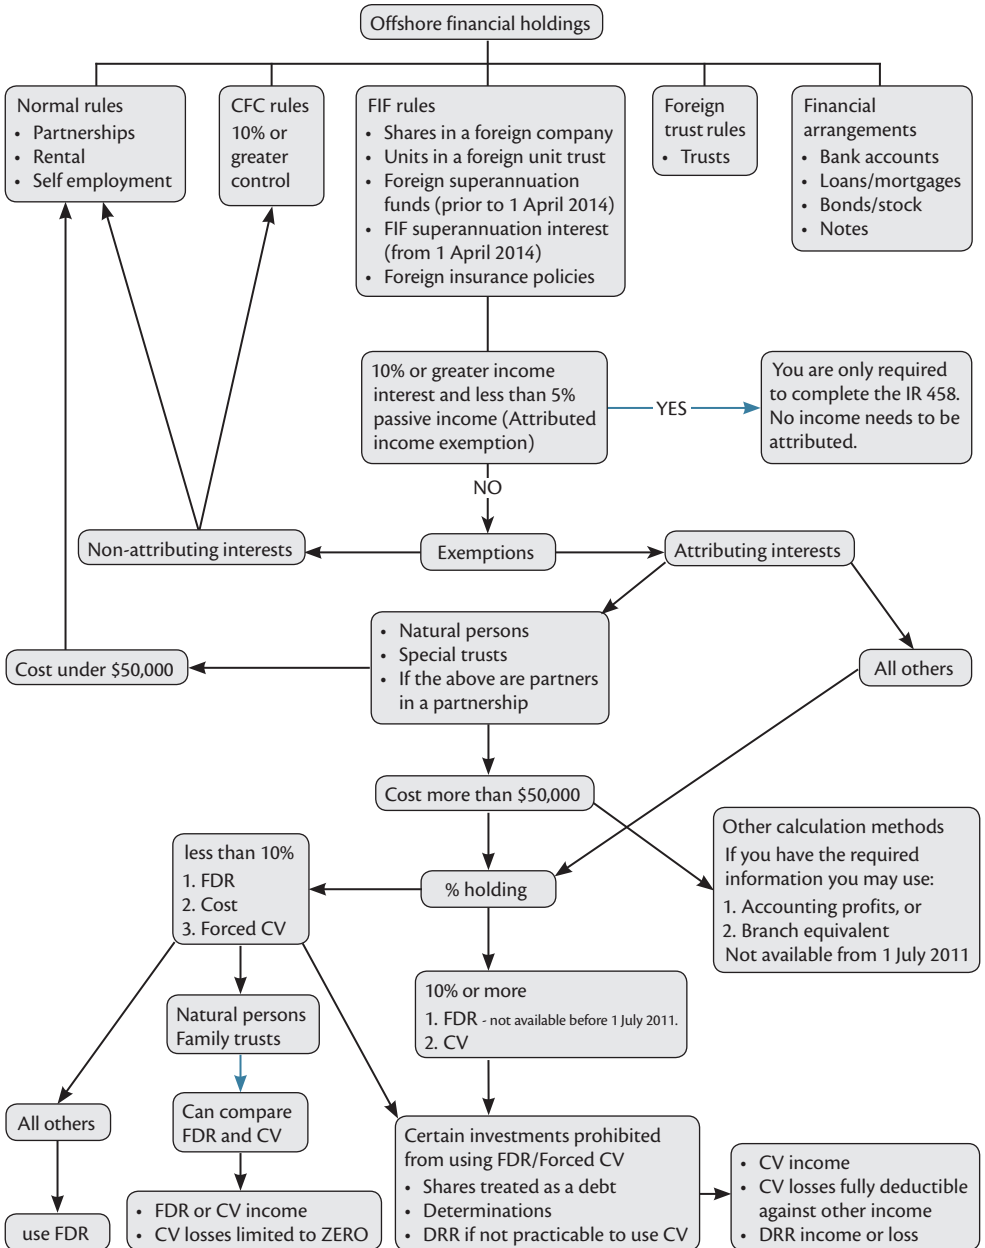 Offshore financial holdings
Normal rules
• Partnerships
• Rental
• Self employment
CFC rules
10% or
greater
control
FIF rules
• Shares in a foreign company
• Units in a foreign unit trust
• Foreign superannuation
funds (prior to 1 April 2014)
• FIF superannuation interest
(from 1 April 2014)
• Foreign insurance policies
Foreign
trust rules
• Trusts
Financial
arrangements
• Bank accounts
• Loans/mortgages
• Bonds/stock
• Notes
10% or greater income
interest and less than 5%
passive income (Attributed
income exemption)
YES
You are only required
to complete the IR 458.
No income needs to be
attributed.
NO
Non-attributing interests
Exemptions
Attributing interests
• Natural persons
• Special trusts
• If the above are partners
in a partnership
Cost under $50,000
All others
Cost more than $50,000
Other calculation methods
If you have the required
information you may use:
1. Accounting profits, or
2. Branch equivalent
Not available from 1 July 2011
less than 10%
1. FDR
2. Cost
3. Forced CV
% holding
10% or more
1. FDR - not available before 1 July 2011.
2. CV
Natural persons
Family trusts
All others
Can compare
FDR and CV
Certain investments prohibited
from using FDR/Forced CV
• Shares treated as a debt
• Determinations
• DRR if not practicable to use CV
use FDR
• FDR or CV income
• CV losses limited to ZERO
• CV income
• CV losses fully deductible
against other income
• DRR income or loss